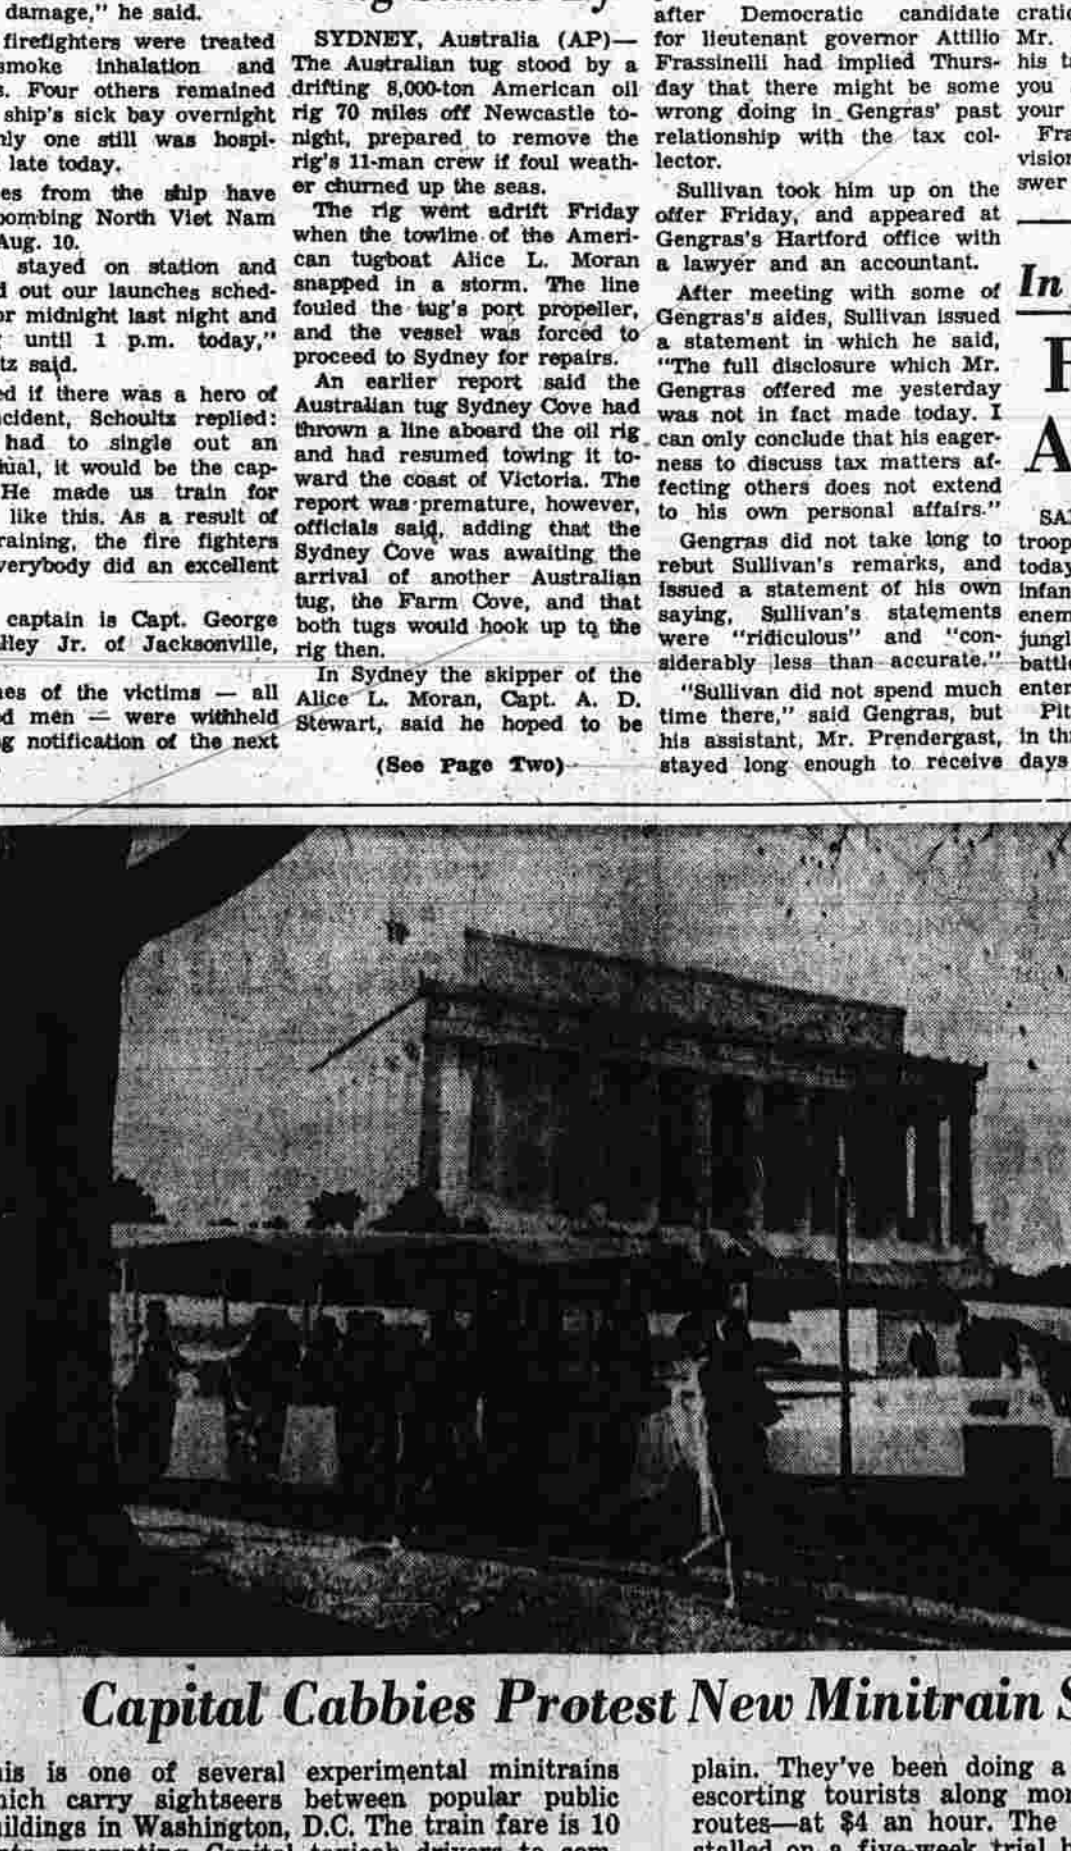 damage," he said.
firefighters were treated
smoke inhalation and
Four others remained
ship's sick bay overnight
only one still was hospi-
late today.
from the ship have
bombing North Viet Nam
Aug. 10.
stayed on station and
out our launches sched-
midnight last night and
until 1 p.m. today,"
said.
if there was a hero of
Schoultz replied:
had to single out an
it would be the cap-
He made us train for
like this. As a result of
the fire fighters
everybody did an excellent
captain is Capt. George
Jr. of Jacksonville,
of the victims — all
men — were withheld
notification of the next
SYDNEY, Australia (AP)—
The Australian tug stood by a
drifting 8,000-ton American oil
rig 70 miles off Newcastle to-
night, prepared to remove the
rig's 11-man crew if foul weath-
er churned up the seas.
The rig went adrift Friday
when the towline of the Ameri-
can tugboat Alice L. Moran
snapped in a storm. The line
fouled the tug's port propeller,
and the vessel was forced to
proceed to Sydney for repairs.
An earlier report said the
Australian tug Sydney Cove had
thrown a line aboard the oil rig
and had resumed towing it to-
ward the coast of Victoria. The
report was premature, however,
officials said, adding that the
Sydney Cove was awaiting the
arrival of another Australian
tug, the Farm Cove, and that
both tugs would hook up to the
rig then.
In Sydney the skipper of the
Alice L. Moran, Capt. A. D.
Stewart, said he hoped to be
(See Page Two)
after Democratic candidate
for lieutenant governor Attilio
Frassinelli had implied Thurs-
day that there might be some
wrong doing in Gengras' past
relationship with the tax col-
lector.
Sullivan took him up on the
offer Friday, and appeared at
Gengras's Hartford office with
a lawyer and an accountant.
After meeting with some of
Gengras's aides, Sullivan issued
a statement in which he said,
"The full disclosure which Mr.
Gengras offered me yesterday
was not in fact made today. I
can only conclude that his eager-
ness to discuss tax matters af-
fecting others does not extend
to his own personal affairs."
Gengras did not take long to
rebut Sullivan's remarks, and
issued a statement of his own
saying, Sullivan's statements
were "ridiculous" and "con-
siderably less than accurate."
"Sullivan did not spend much
time there," said Gengras, but
his assistant, Mr. Prendergast,
stayed long enough to receive
Mr.
his
you
your
swer
In
today
battle
enter
in
days
Capital Cabbies Protest New Minitrain
is one of several experimental minitrains
which carry sightseers between popular public
buildings in Washington, D.C. The train fare is 10
plain. They've been doing a
escorting tourists along
routes—at $4 an hour. The